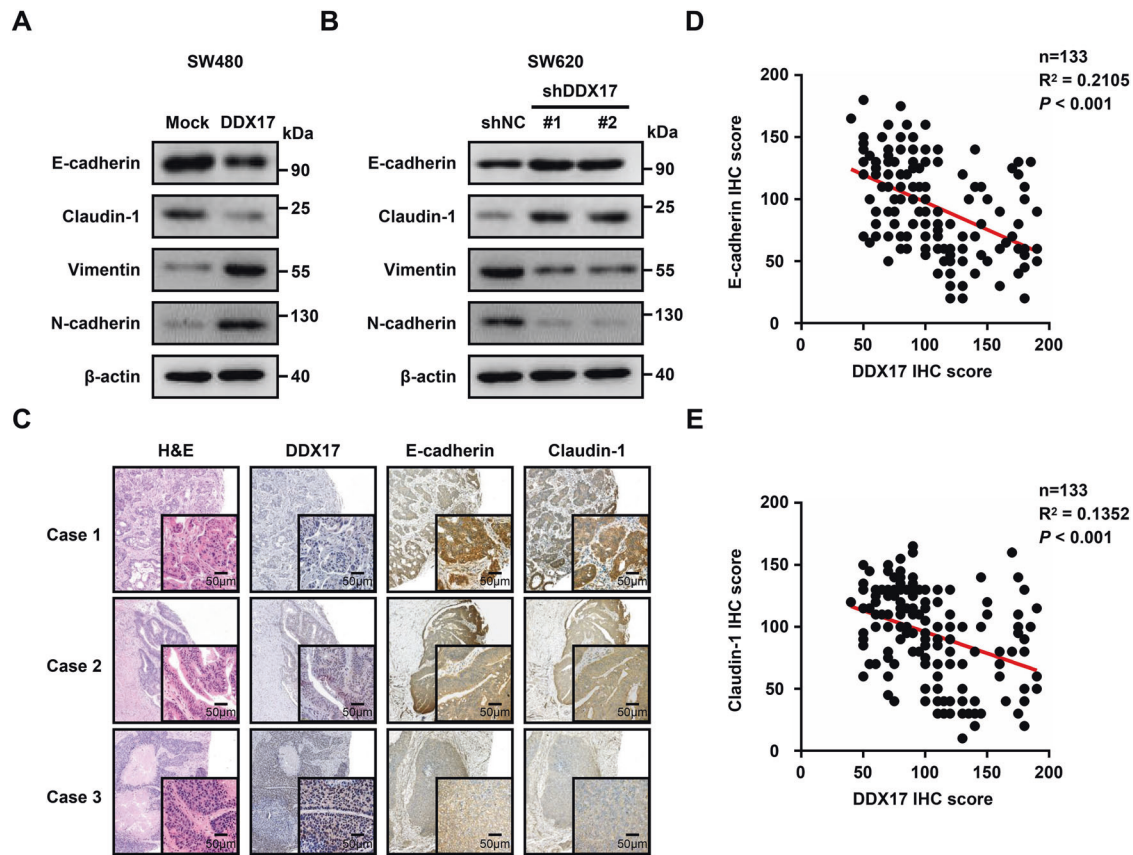 A
SW480
Mock DDX17
kDa
E-cadherin
90
Claudin-1
25
Vimentin
55
N-cadherin
130
β-actin
40
B
SW620
shDDX17
shNC #1 #2
kDa
E-cadherin
90
Claudin-1
25
Vimentin
55
N-cadherin
130
β-actin
40
C
H&E DDX17 E-cadherin Claudin-1
Case 1
50μm 50μm 50μm 50μm
Case 2
50μm 50μm 50μm 50μm
Case 3
50μm 50μm 50μm 50μm
D
n=133
R² = 0.2105
P < 0.001
E-cadherin IHC score
200
150
100
50
0
50 100 150 200
DDX17 IHC score
E
n=133
R² = 0.1352
P < 0.001
Claudin-1 IHC score
200
150
100
50
0
50 100 150 200
DDX17 IHC score